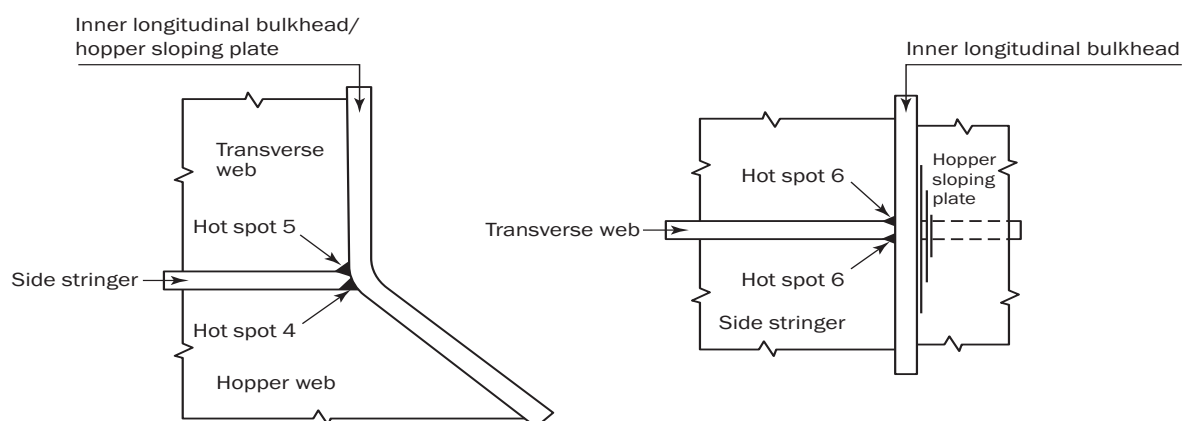 Inner longitudinal bulkhead/
hopper sloping plate
Transverse
web
Hot spot 5
Side stringer
Hot spot 4
Hopper web
Inner longitudinal bulkhead
Hopper
sloping
plate
Hot spot 6
Transverse web
Hot spot 6
Side stringer